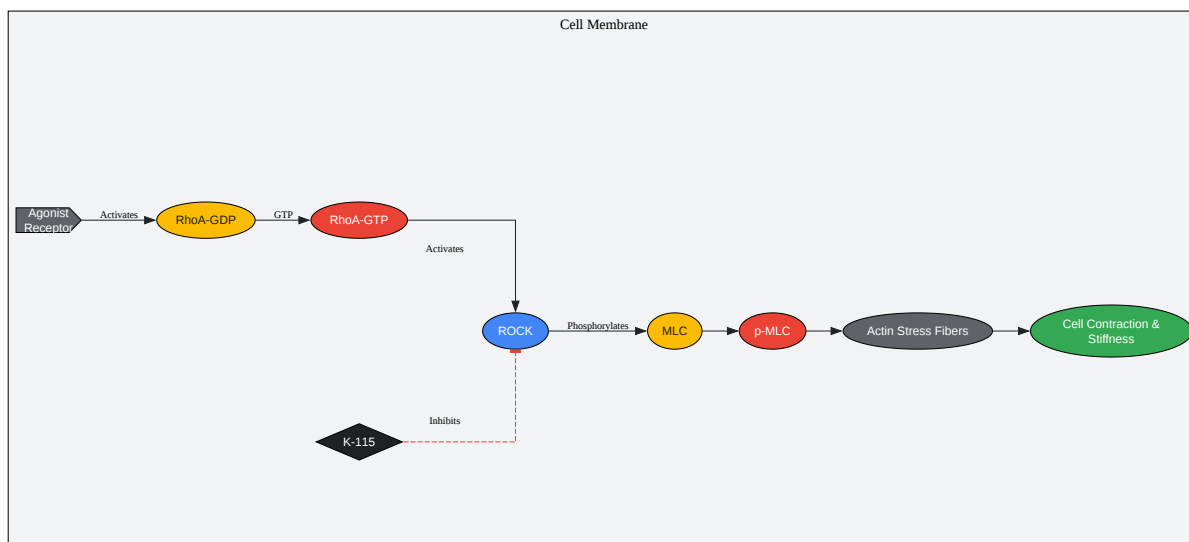 Cell Membrane
Agonist
Receptor
Activates
RhoA-GDP
GTP
RhoA-GTP
Activates
ROCK
Phosphorylates
MLC
p-MLC
Actin Stress Fibers
Cell Contraction &
Stiffness
Inhibits
K-115